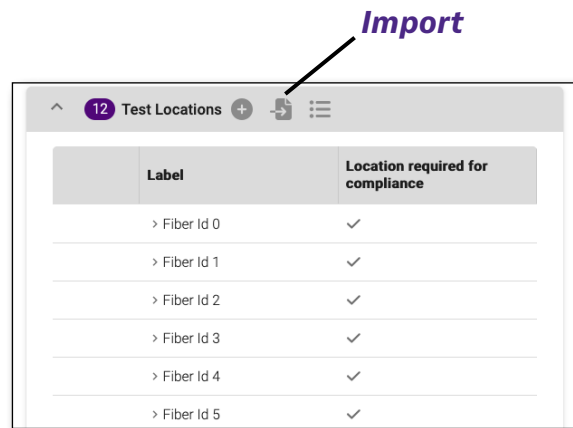 Import
12 Test Locations
Label Location required for
compliance
Fiber Id 0
Fiber Id 1
Fiber Id 2
Fiber Id 3
Fiber Id 4
Fiber Id 5